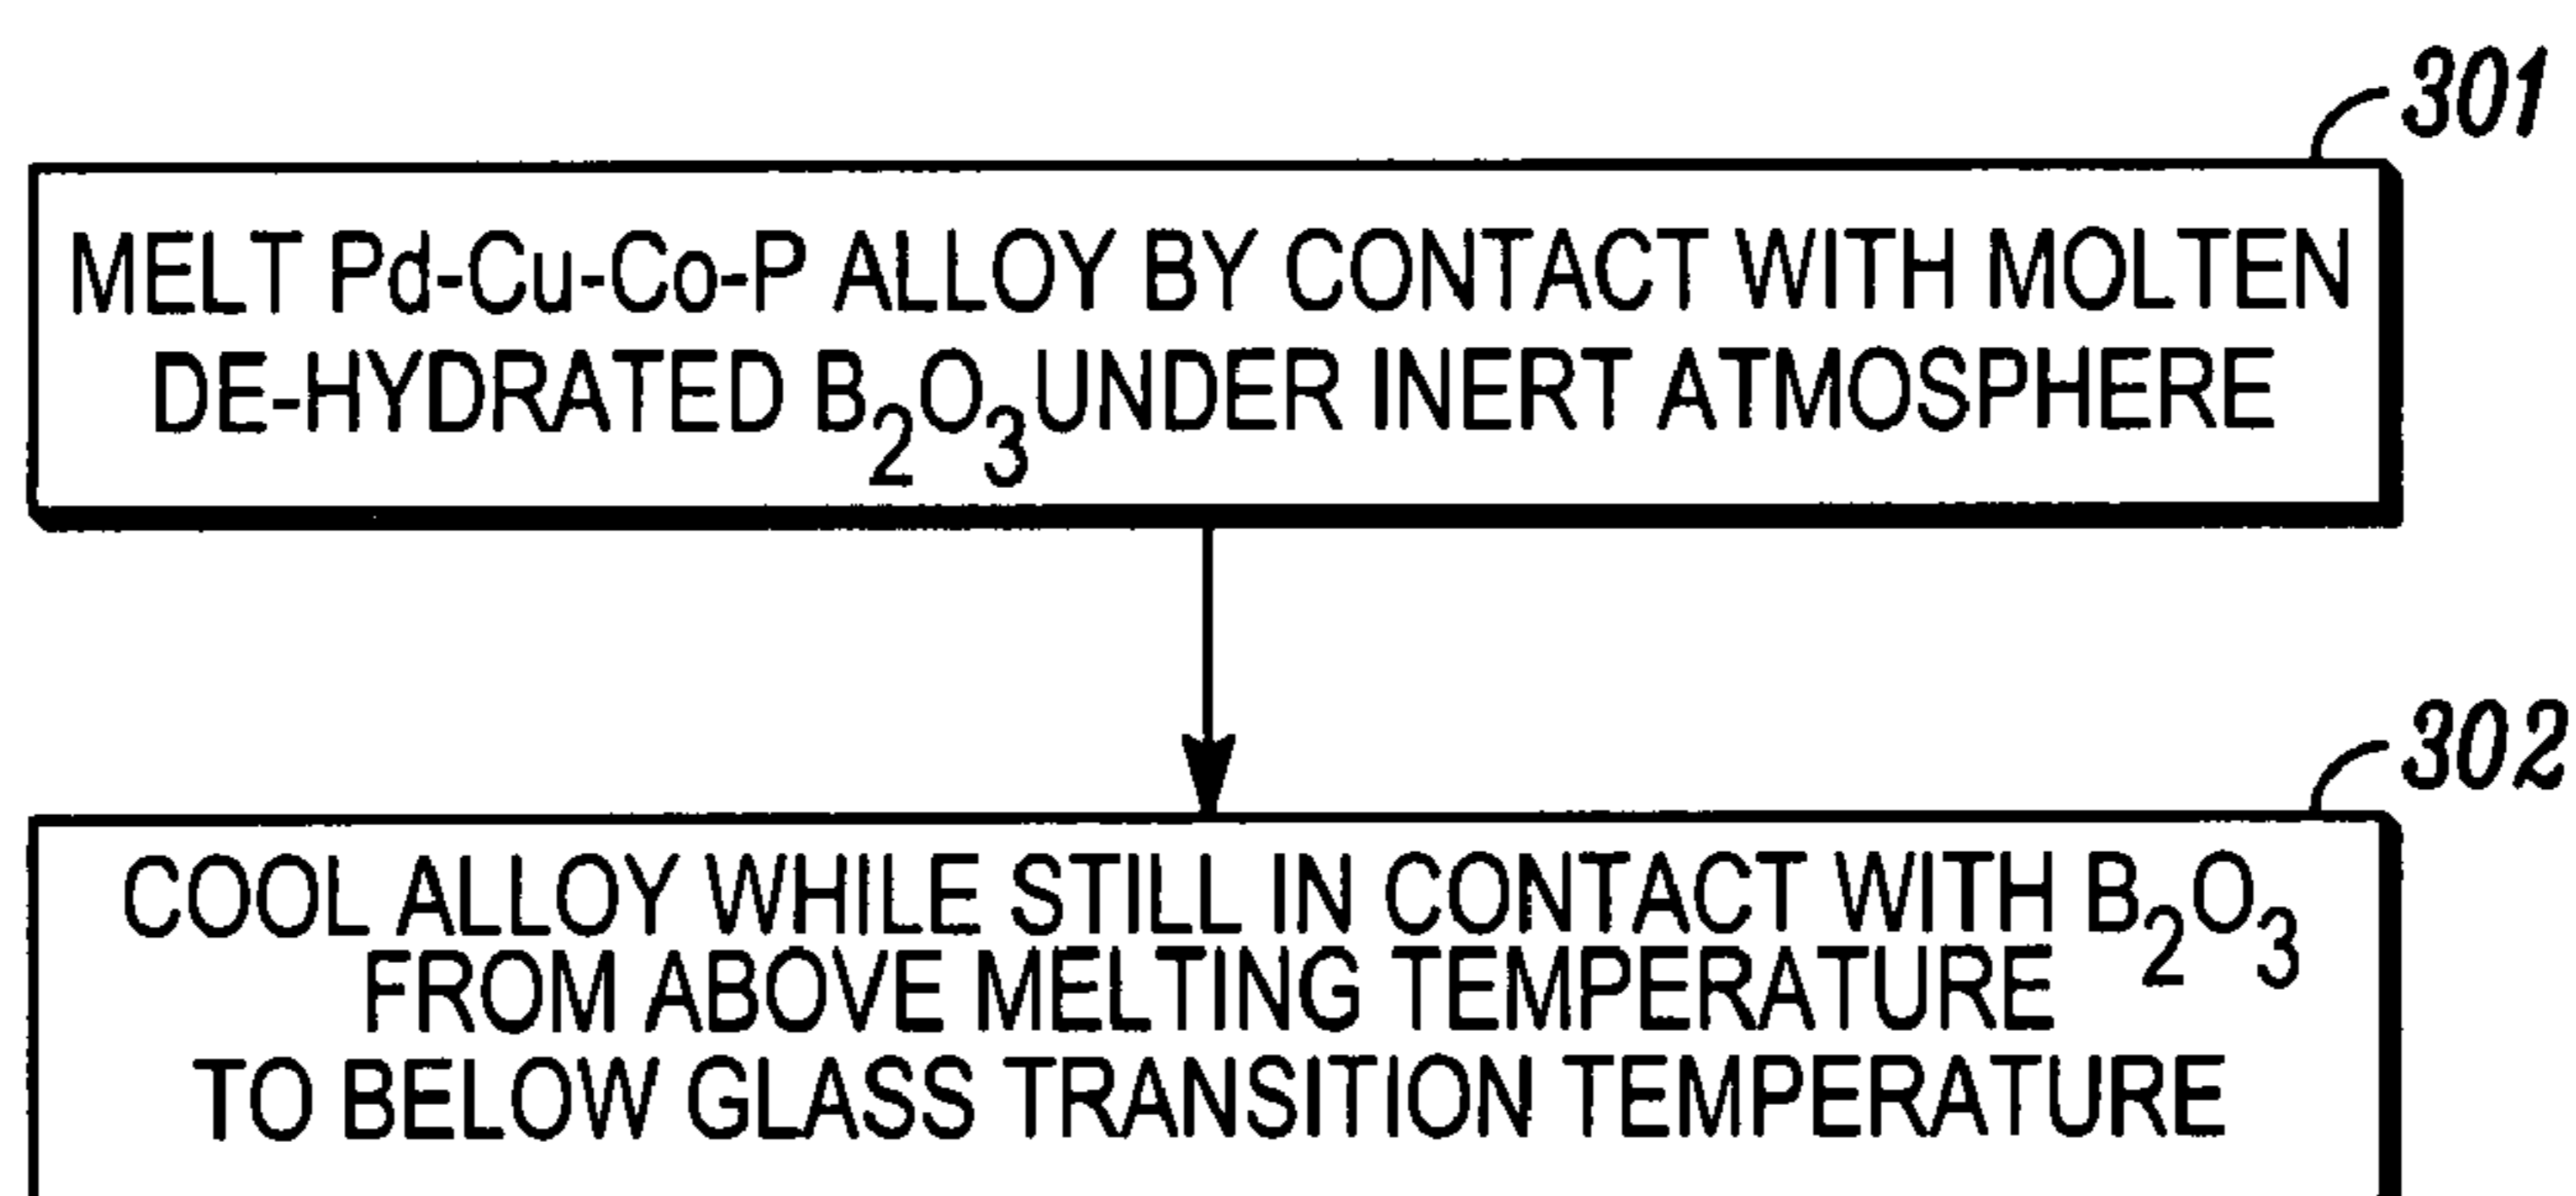 301
MELT Pd-Cu-Co-P ALLOY BY CONTACT WITH MOLTEN
DE-HYDRATED B₂O₃ UNDER INERT ATMOSPHERE
302
COOL ALLOY WHILE STILL IN CONTACT WITH B₂O₃
FROM ABOVE MELTING TEMPERATURE
TO BELOW GLASS TRANSITION TEMPERATURE